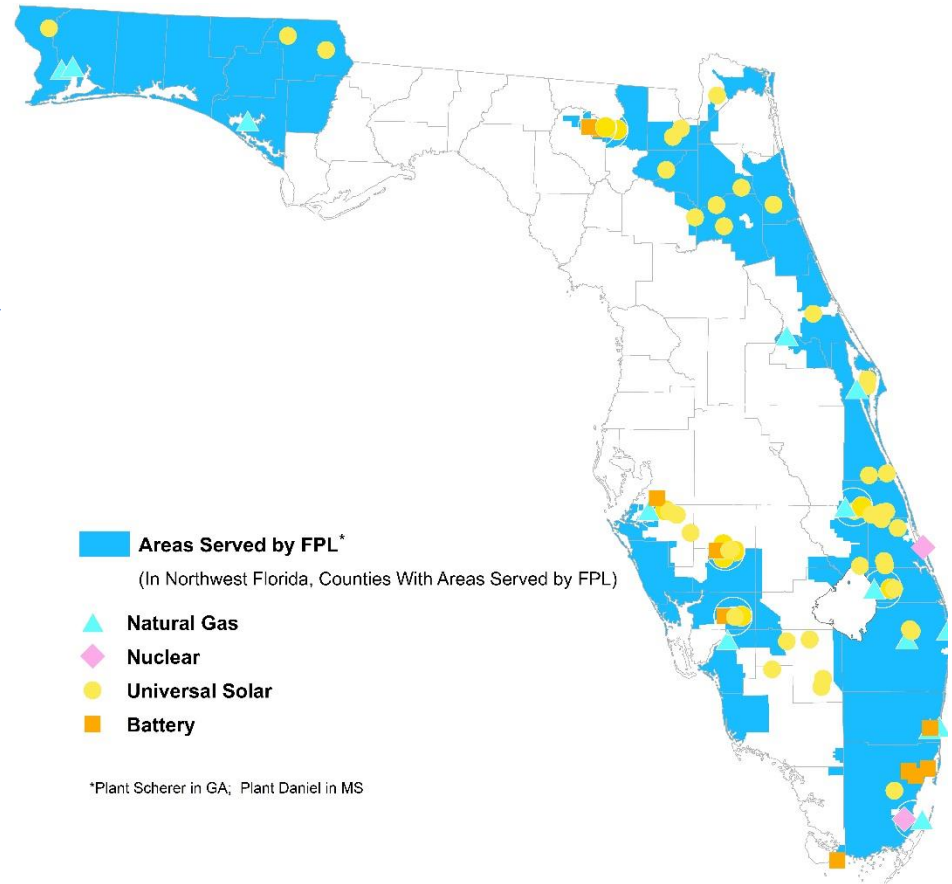 Areas Served by FPL*
(In Northwest Florida, Counties With Areas Served by FPL)
Natural Gas
Nuclear
Universal Solar
Battery
*Plant Scherer in GA; Plant Daniel in MS